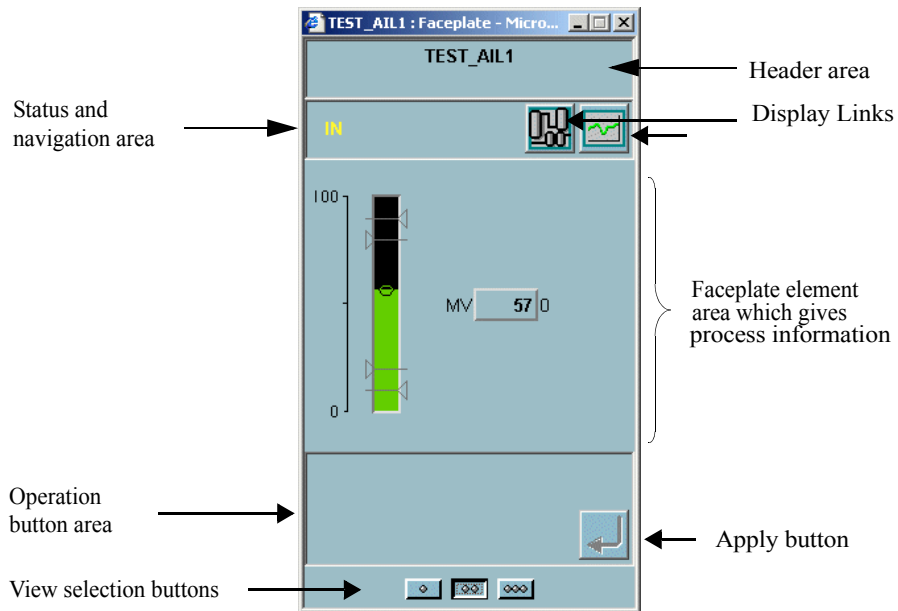 TEST_AIL1 : Faceplate - Micro...
TEST_AIL1
Header area
Status and
navigation area
IN
Display Links
100
0
MV 57 0
Faceplate element
area which gives
process information
Operation
button area
Apply button
View selection buttons